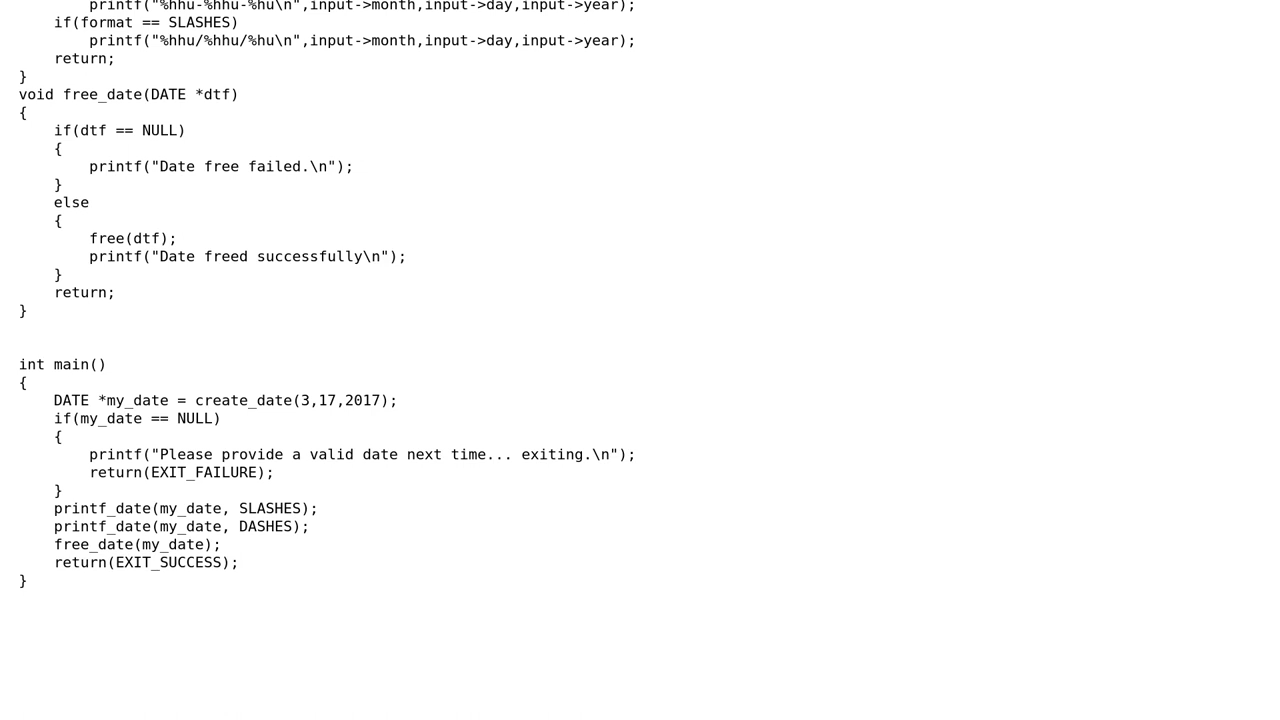 printf("%hhu-%hhu-%hu\n",input->month,input->day,input->year);
    if(format == SLASHES)
        printf("%hhu/%hhu/%hu\n",input->month,input->day,input->year);
    return;
}
void free_date(DATE *dtf)
{
    if(dtf == NULL)
    {
        printf("Date free failed.\n");
    }
    else
    {
        free(dtf);
        printf("Date freed successfully\n");
    }
    return;
}
int main()
{
    DATE *my_date = create_date(3,17,2017);
    if(my_date == NULL)
    {
        printf("Please provide a valid date next time... exiting.\n");
        return(EXIT_FAILURE);
    }
    printf_date(my_date, SLASHES);
    printf_date(my_date, DASHES);
    free_date(my_date);
    return(EXIT_SUCCESS);
}